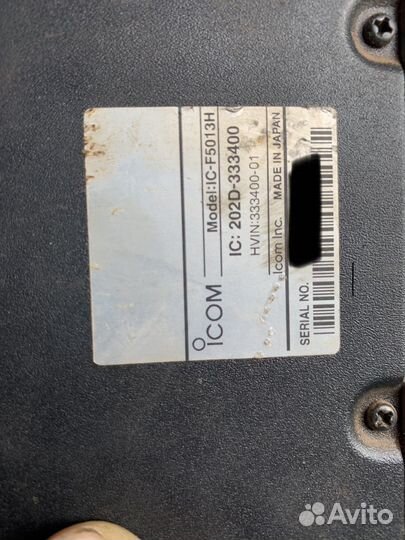 ICOM
Model:IC-F5013H
IC: 202D-333400
HVIN:333400-01
Icom Inc. MADE IN JAPAN
SERIAL NO.
Avito